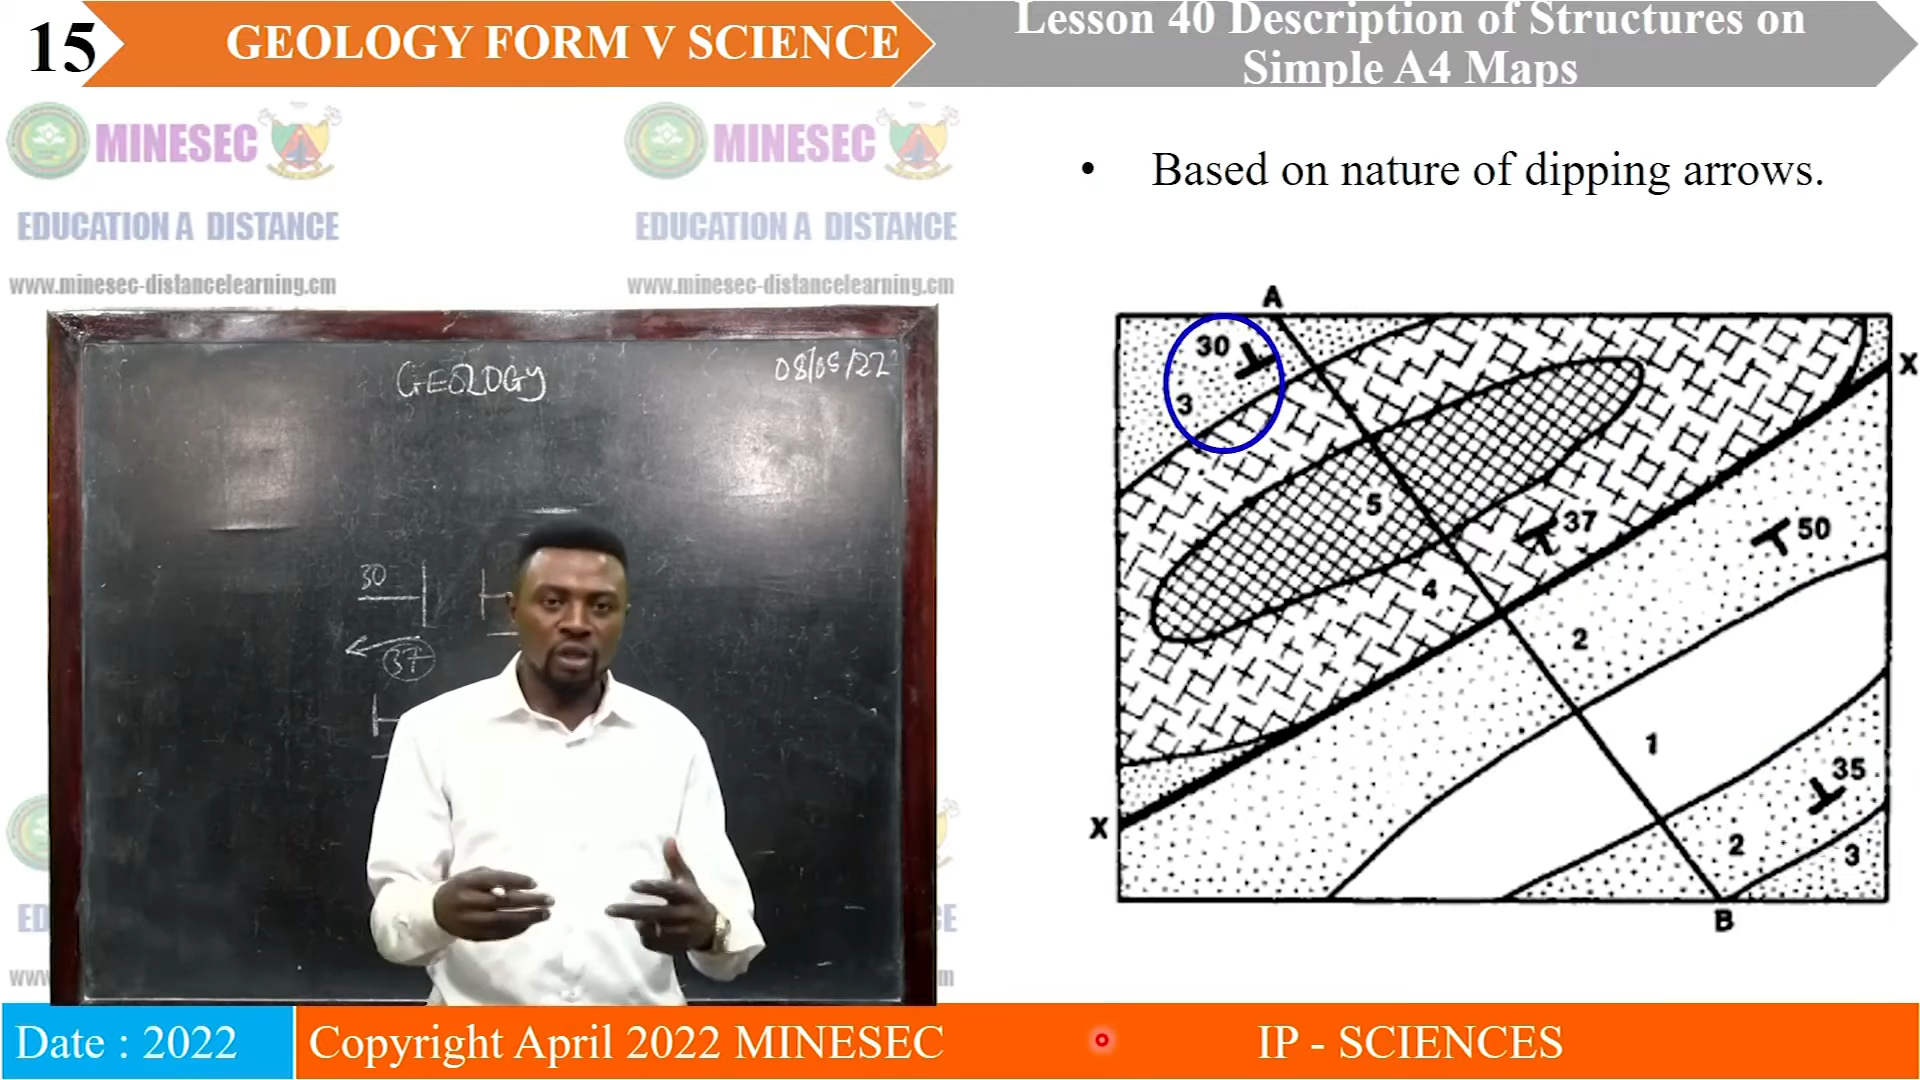 15
GEOLOGY FORM V SCIENCE
Lesson 40 Description of Structures on
Simple A4 Maps
MINESEC
EDUCATION A DISTANCE
www.minesec-distancelearning.cm
MINESEC
EDUCATION A DISTANCE
www.minesec-distancelearning.cm
• Based on nature of dipping arrows.
GEOLOGY
08/05/22
30
37
A
30
3
X
5
37
50
4
2
1
35
X
2
3
B
ED
CE
ww
m
Date : 2022
Copyright April 2022 MINESEC
IP - SCIENCES